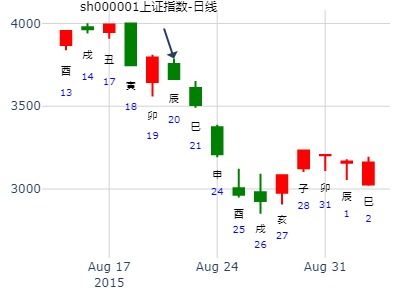 sh000001上证指数-日线
4000
3500
3000
酉
13
戌
14
丑
17
寅
18
卯
19
辰
20
巳
21
申
24
酉
25
戌
26
亥
27
子
28
卯
31
辰
1
巳
2
Aug 17
2015
Aug 24
Aug 31